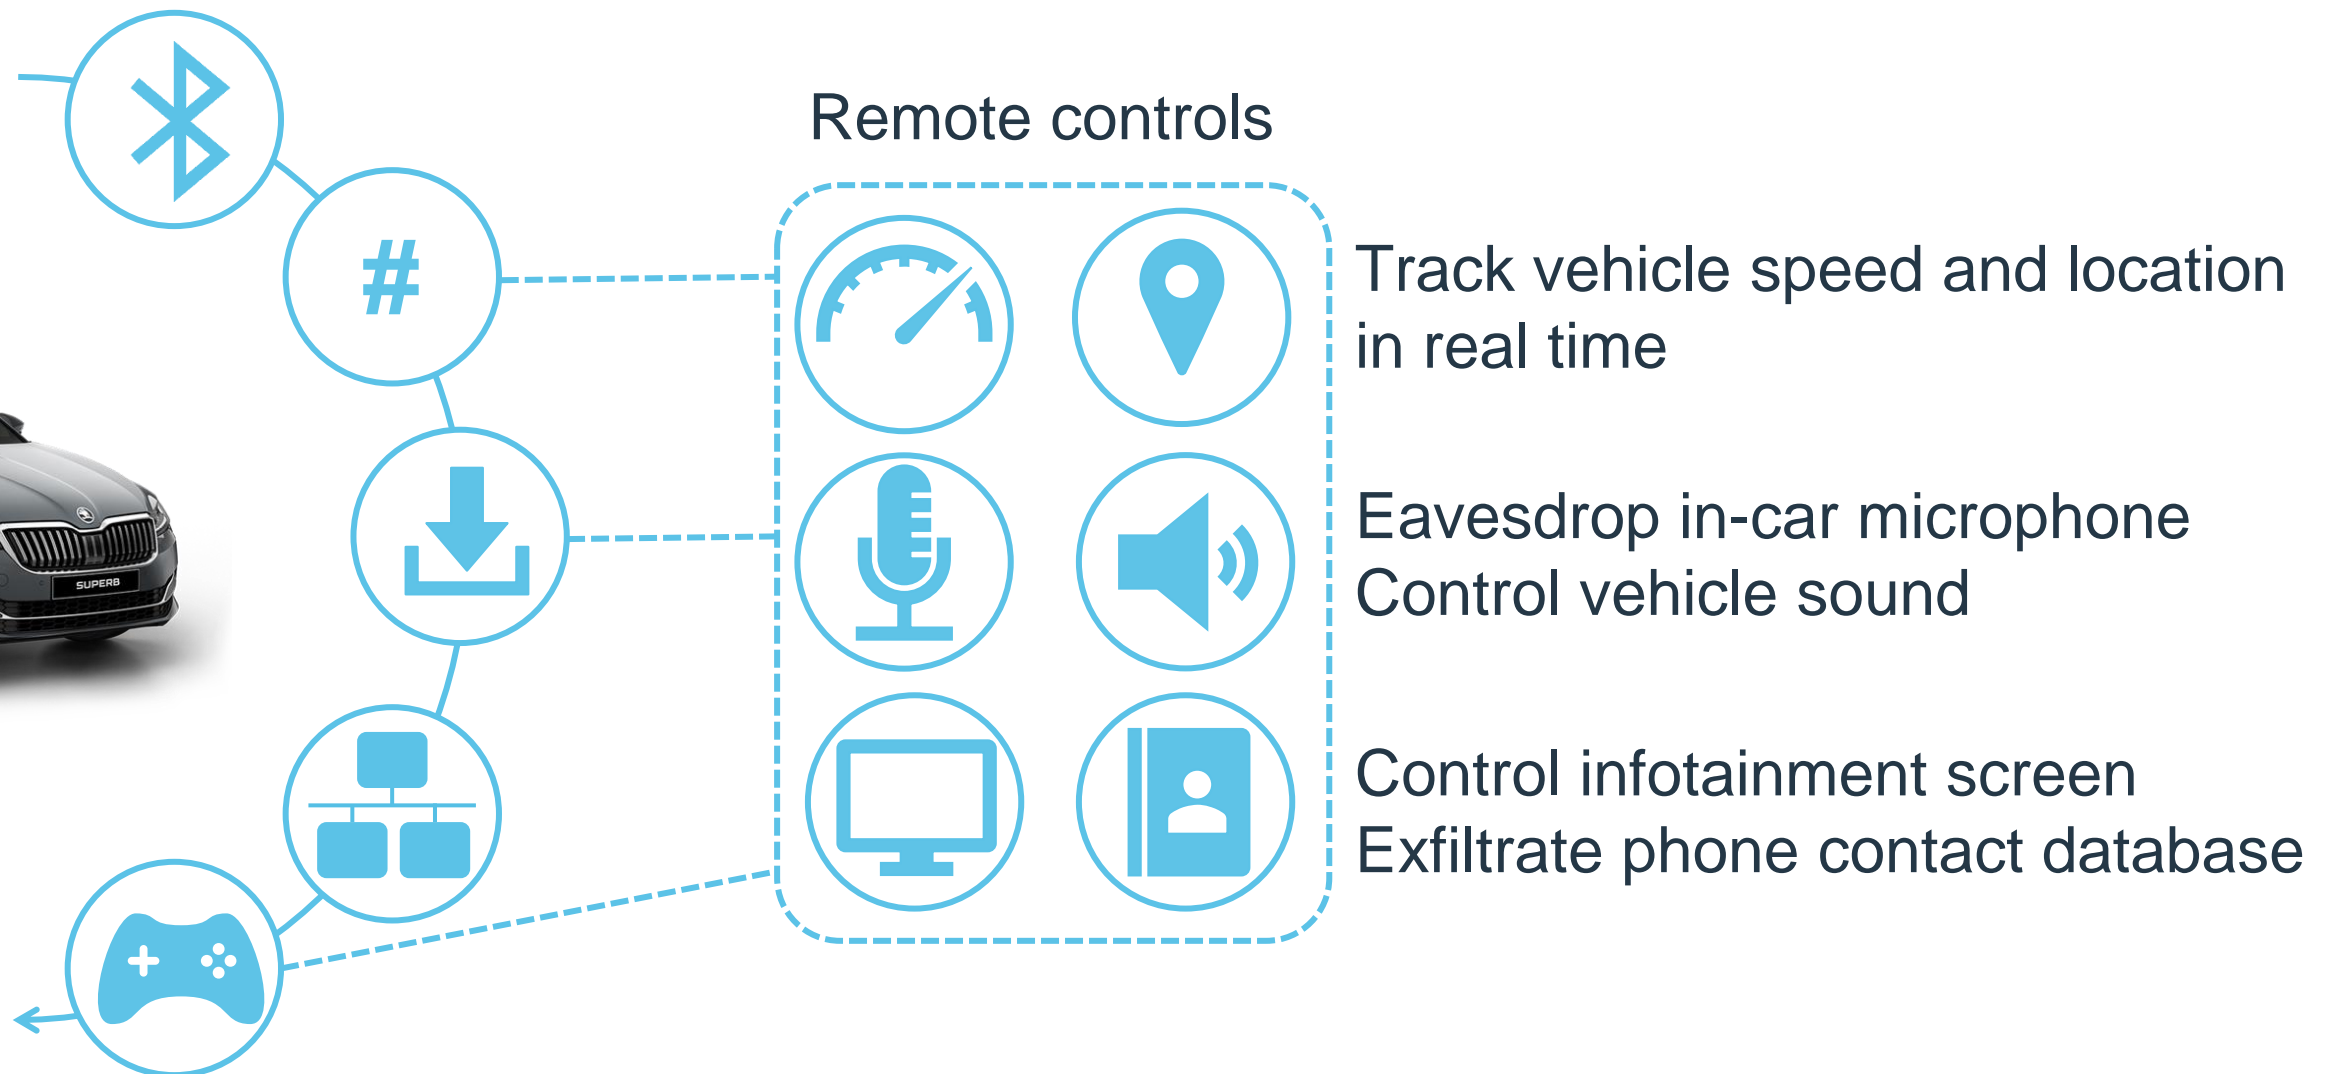 Remote controls
#
Track vehicle speed and location
in real time
Eavesdrop in-car microphone
Control vehicle sound
SUPERB
Control infotainment screen
Exfiltrate phone contact database